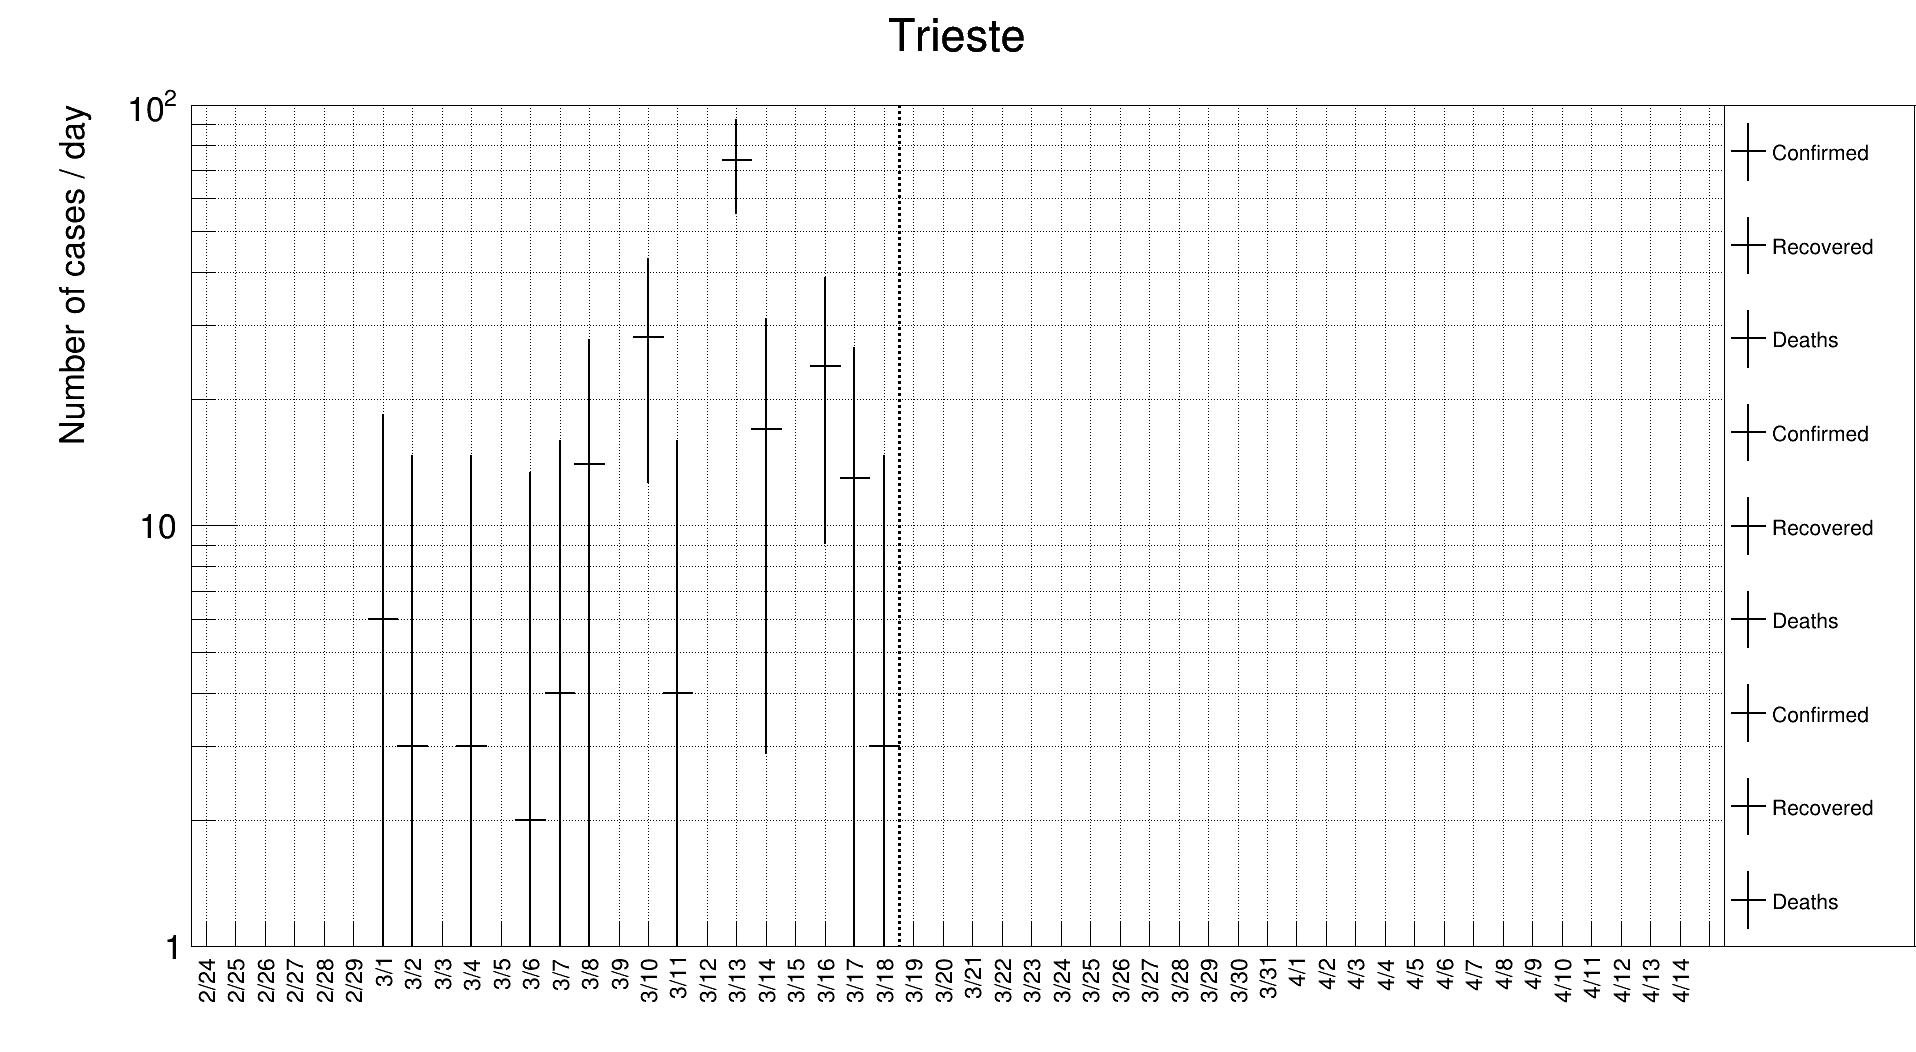 Trieste
Number of cases / day
10²
10
1
2/24 2/25 2/26 2/27 2/28 2/29 3/1 3/2 3/3 3/4 3/5 3/6 3/7 3/8 3/9 3/10 3/11 3/12 3/13 3/14 3/15 3/16 3/17 3/18 3/19 3/20 3/21 3/22 3/23 3/24 3/25 3/26 3/27 3/28 3/29 3/30 3/31 4/1 4/2 4/3 4/4 4/5 4/6 4/7 4/8 4/9 4/10 4/11 4/12 4/13 4/14
Confirmed
Recovered
Deaths
Confirmed
Recovered
Deaths
Confirmed
Recovered
Deaths